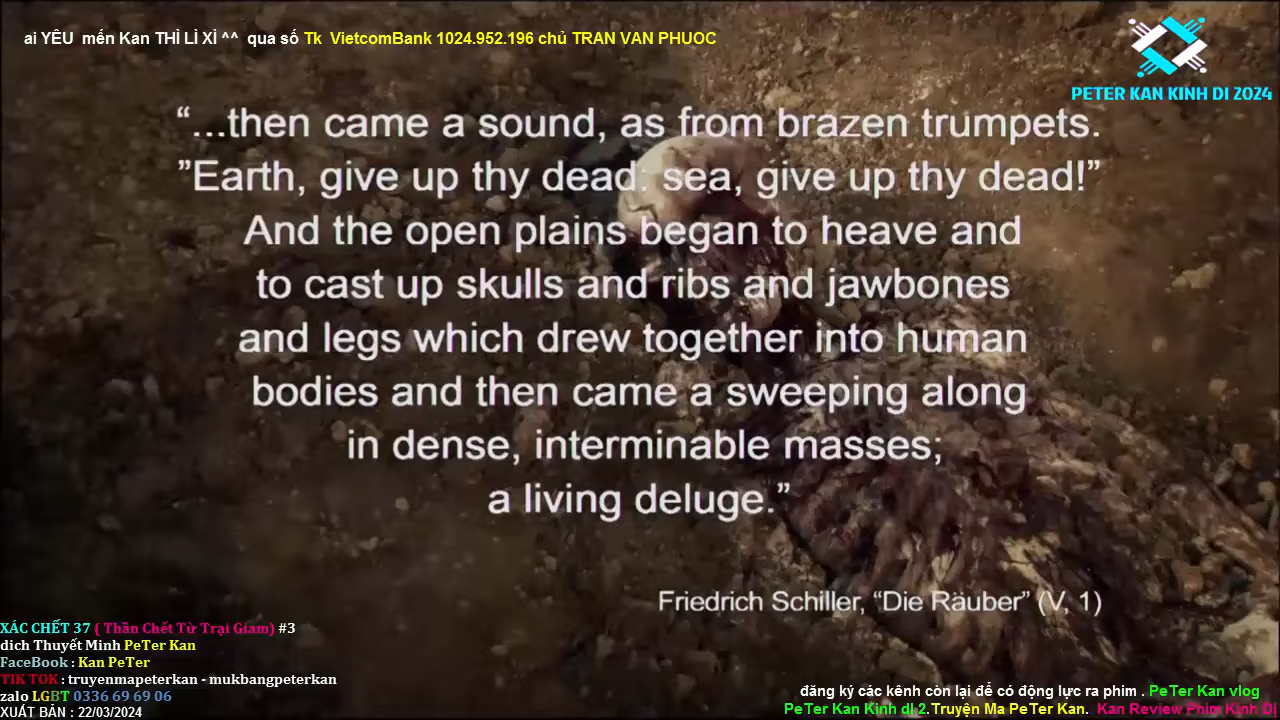 ai YÊU mến Kan THÌ LÌ XÌ ^^ qua số Tk VietcomBank 1024.952.196 chủ TRAN VAN PHUOC
PETER KAN KINH DI 2024
“...then came a sound, as from brazen trumpets.
”Earth, give up thy dead: sea, give up thy dead!”
And the open plains began to heave and
to cast up skulls and ribs and jawbones
and legs which drew together into human
bodies and then came a sweeping along
in dense, interminable masses;
a living deluge.”
Friedrich Schiller, “Die Räuber” (V, 1)
XÁC CHẾT 37 ( Thần Chết Từ Trại Giam) #3
dich Thuyết Minh PeTer Kan
FaceBook : Kan PeTer
TIK TOK : truyenmapeterkan - mukbangpeterkan
zalo LGBT 0336 69 69 06
XUẤT BẢN : 22/03/2024
đăng ký các kênh còn lại để có động lực ra phim . PeTer Kan vlog
PeTer Kan Kinh dI 2.Truyện Ma PeTer Kan. Kan Review Phim Kinh DI